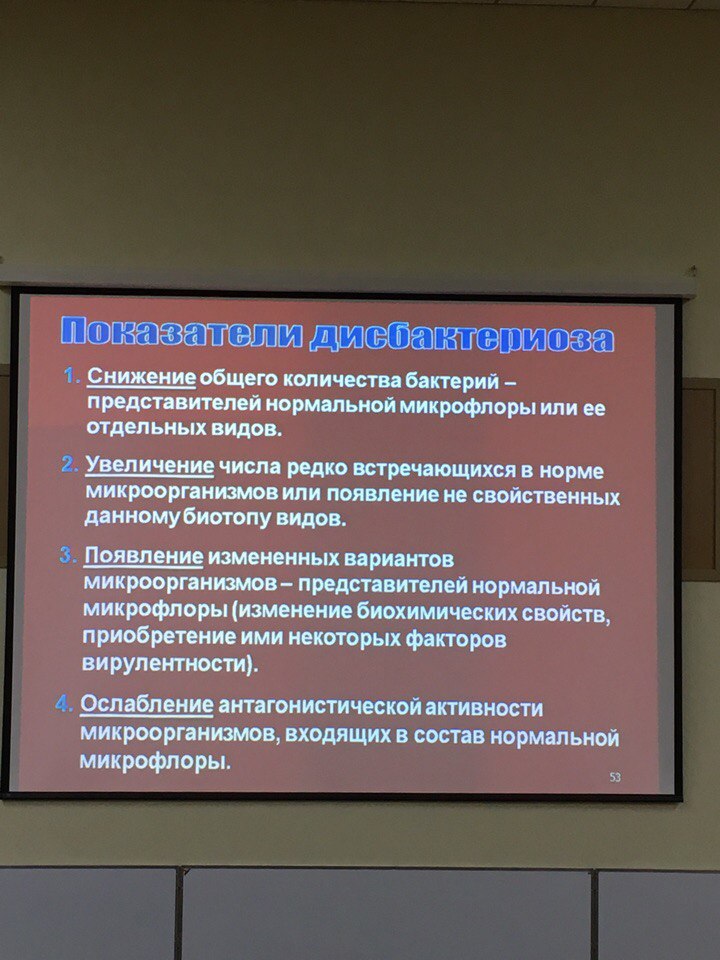 Показатели дисбактериоза
1. Снижение общего количества бактерий –
представителей нормальной микрофлоры или ее
отдельных видов.
2. Увеличение числа редко встречающихся в норме
микроорганизмов или появление не свойственных
данному биотопу видов.
3. Появление измененных вариантов
микроорганизмов – представителей нормальной
микрофлоры (изменение биохимических свойств,
приобретение ими некоторых факторов
вирулентности).
4. Ослабление антагонистической активности
микроорганизмов, входящих в состав нормальной
микрофлоры.
53